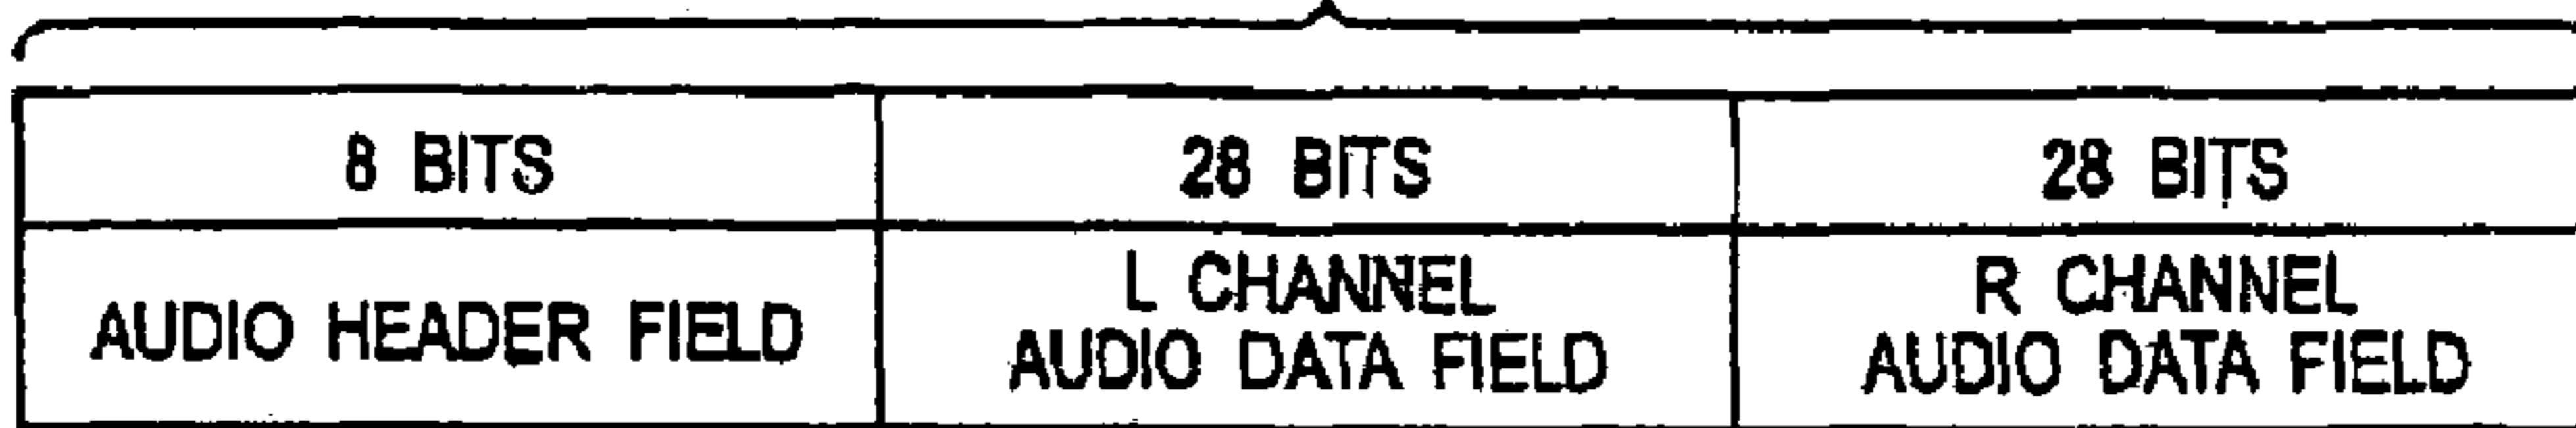 8 BITS
28 BITS
28 BITS
AUDIO HEADER FIELD
L CHANNEL
AUDIO DATA FIELD
R CHANNEL
AUDIO DATA FIELD